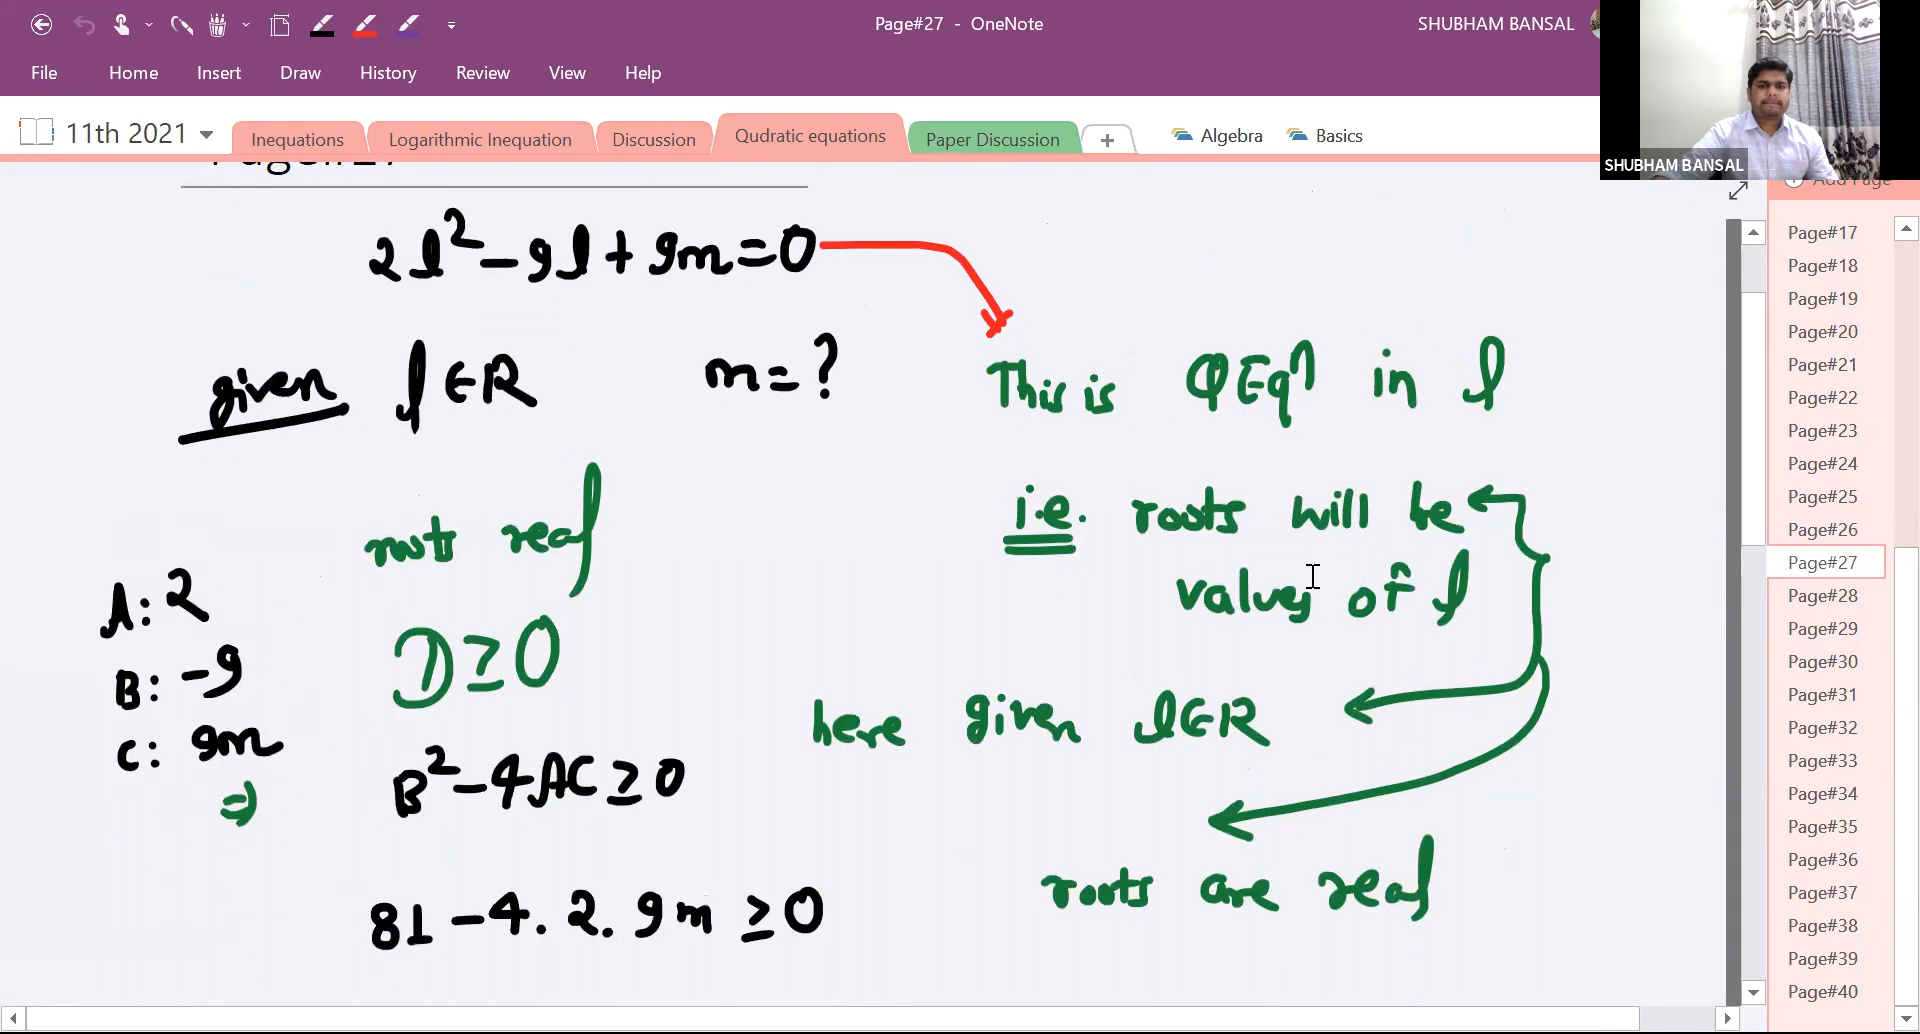 Page#27 - OneNote
SHUBHAM BANSAL
File Home Insert Draw History Review View Help
11th 2021
Inequations
Logarithmic Inequation
Discussion
Qudratic equations
Paper Discussion
+
Algebra
Basics
SHUBHAM BANSAL
Add Page
2l² - 9l + 9m = 0
given l ∈ R m = ?
This is QEqⁿ in l
i.e. roots will be
values of l
roots real
A: 2
B: -9
C: 9m
⇒
D ≥ 0
here given l ∈ R
B² - 4AC ≥ 0
roots are real
81 - 4. 2. 9m ≥ 0
Page#17
Page#18
Page#19
Page#20
Page#21
Page#22
Page#23
Page#24
Page#25
Page#26
Page#27
Page#28
Page#29
Page#30
Page#31
Page#32
Page#33
Page#34
Page#35
Page#36
Page#37
Page#38
Page#39
Page#40